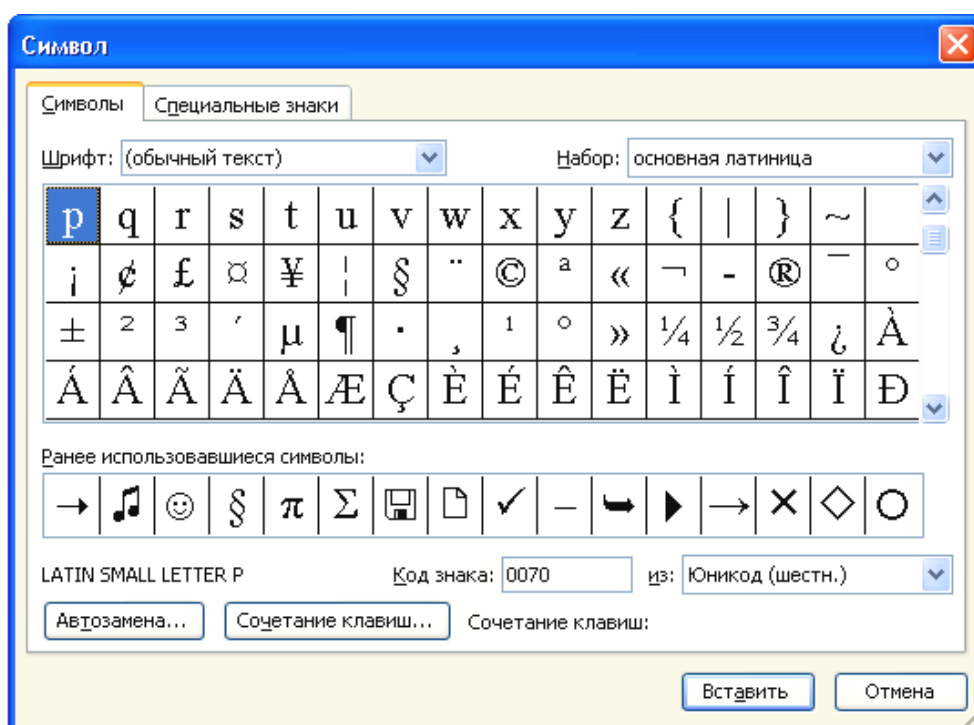 Символ
Символы Специальные знаки
Шрифт: (обычный текст) Набор: основная латиница
p q r s t u v w x y z { | } ~
¡ ¢ £ ¤ ¥ ¦ § ¨ © ª « ¬ - ® ¯ °
± ² ³ ´ µ ¶ · ¸ ¹ º » ¼ ½ ¾ ¿ À
Á Â Ã Ä Å Æ Ç È É Ê Ë Ì Í Î Ï Ð
Ранее использовавшиеся символы:
→ ♫ ☺ § π Σ 🖫 🗋 ✓ – ➥ ▶ → ✕ ◇ ○
LATIN SMALL LETTER P Код знака: 0070 из: Юникод (шестн.)
Автозамена... Сочетание клавиш... Сочетание клавиш:
Вставить Отмена